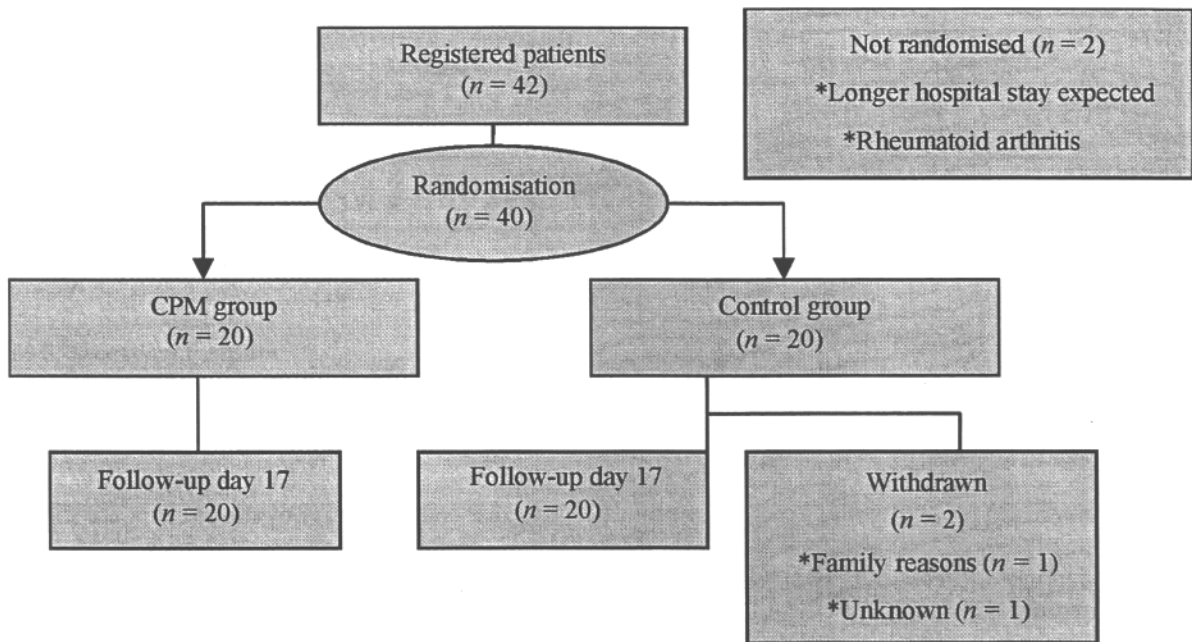 Registered patients
(n = 42)
Not randomised (n = 2)
*Longer hospital stay expected
*Rheumatoid arthritis
Randomisation
(n = 40)
CPM group
(n = 20)
Control group
(n = 20)
Follow-up day 17
(n = 20)
Follow-up day 17
(n = 20)
Withdrawn
(n = 2)
*Family reasons (n = 1)
*Unknown (n = 1)